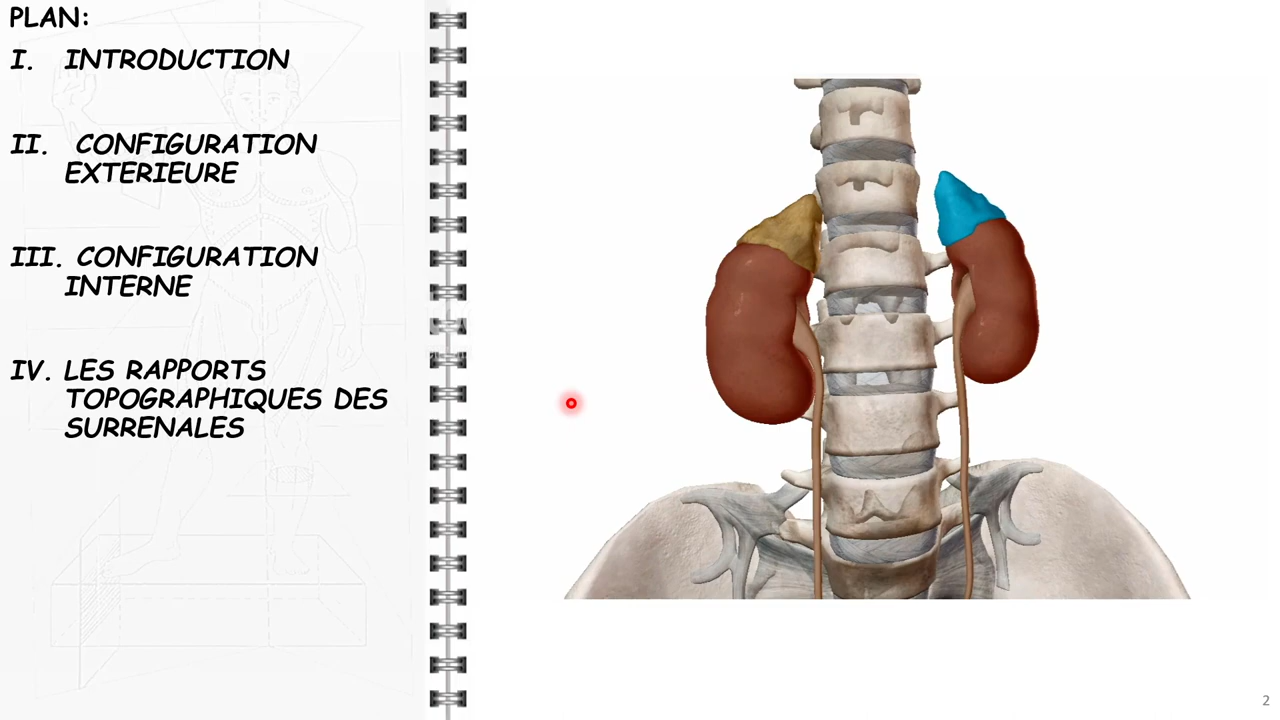 PLAN:
I. INTRODUCTION
II. CONFIGURATION
EXTERIEURE
III. CONFIGURATION
INTERNE
IV. LES RAPPORTS
TOPOGRAPHIQUES DES
SURRENALES
2